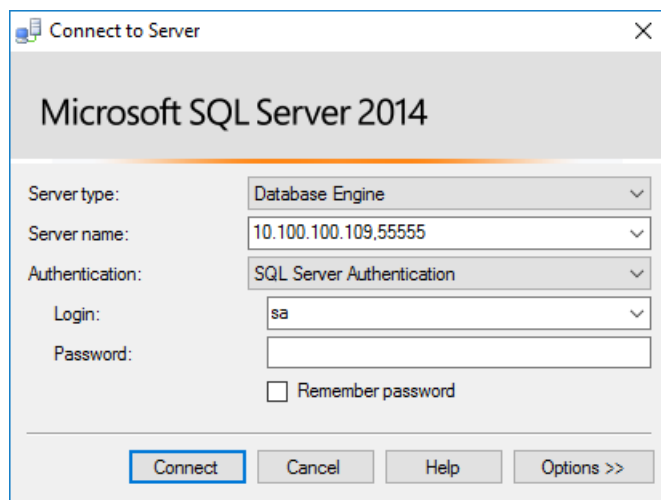 Connect to Server
Microsoft SQL Server 2014
Server type: Database Engine
Server name: 10.100.100.109,55555
Authentication: SQL Server Authentication
Login: sa
Password:
Remember password
Connect Cancel Help Options >>